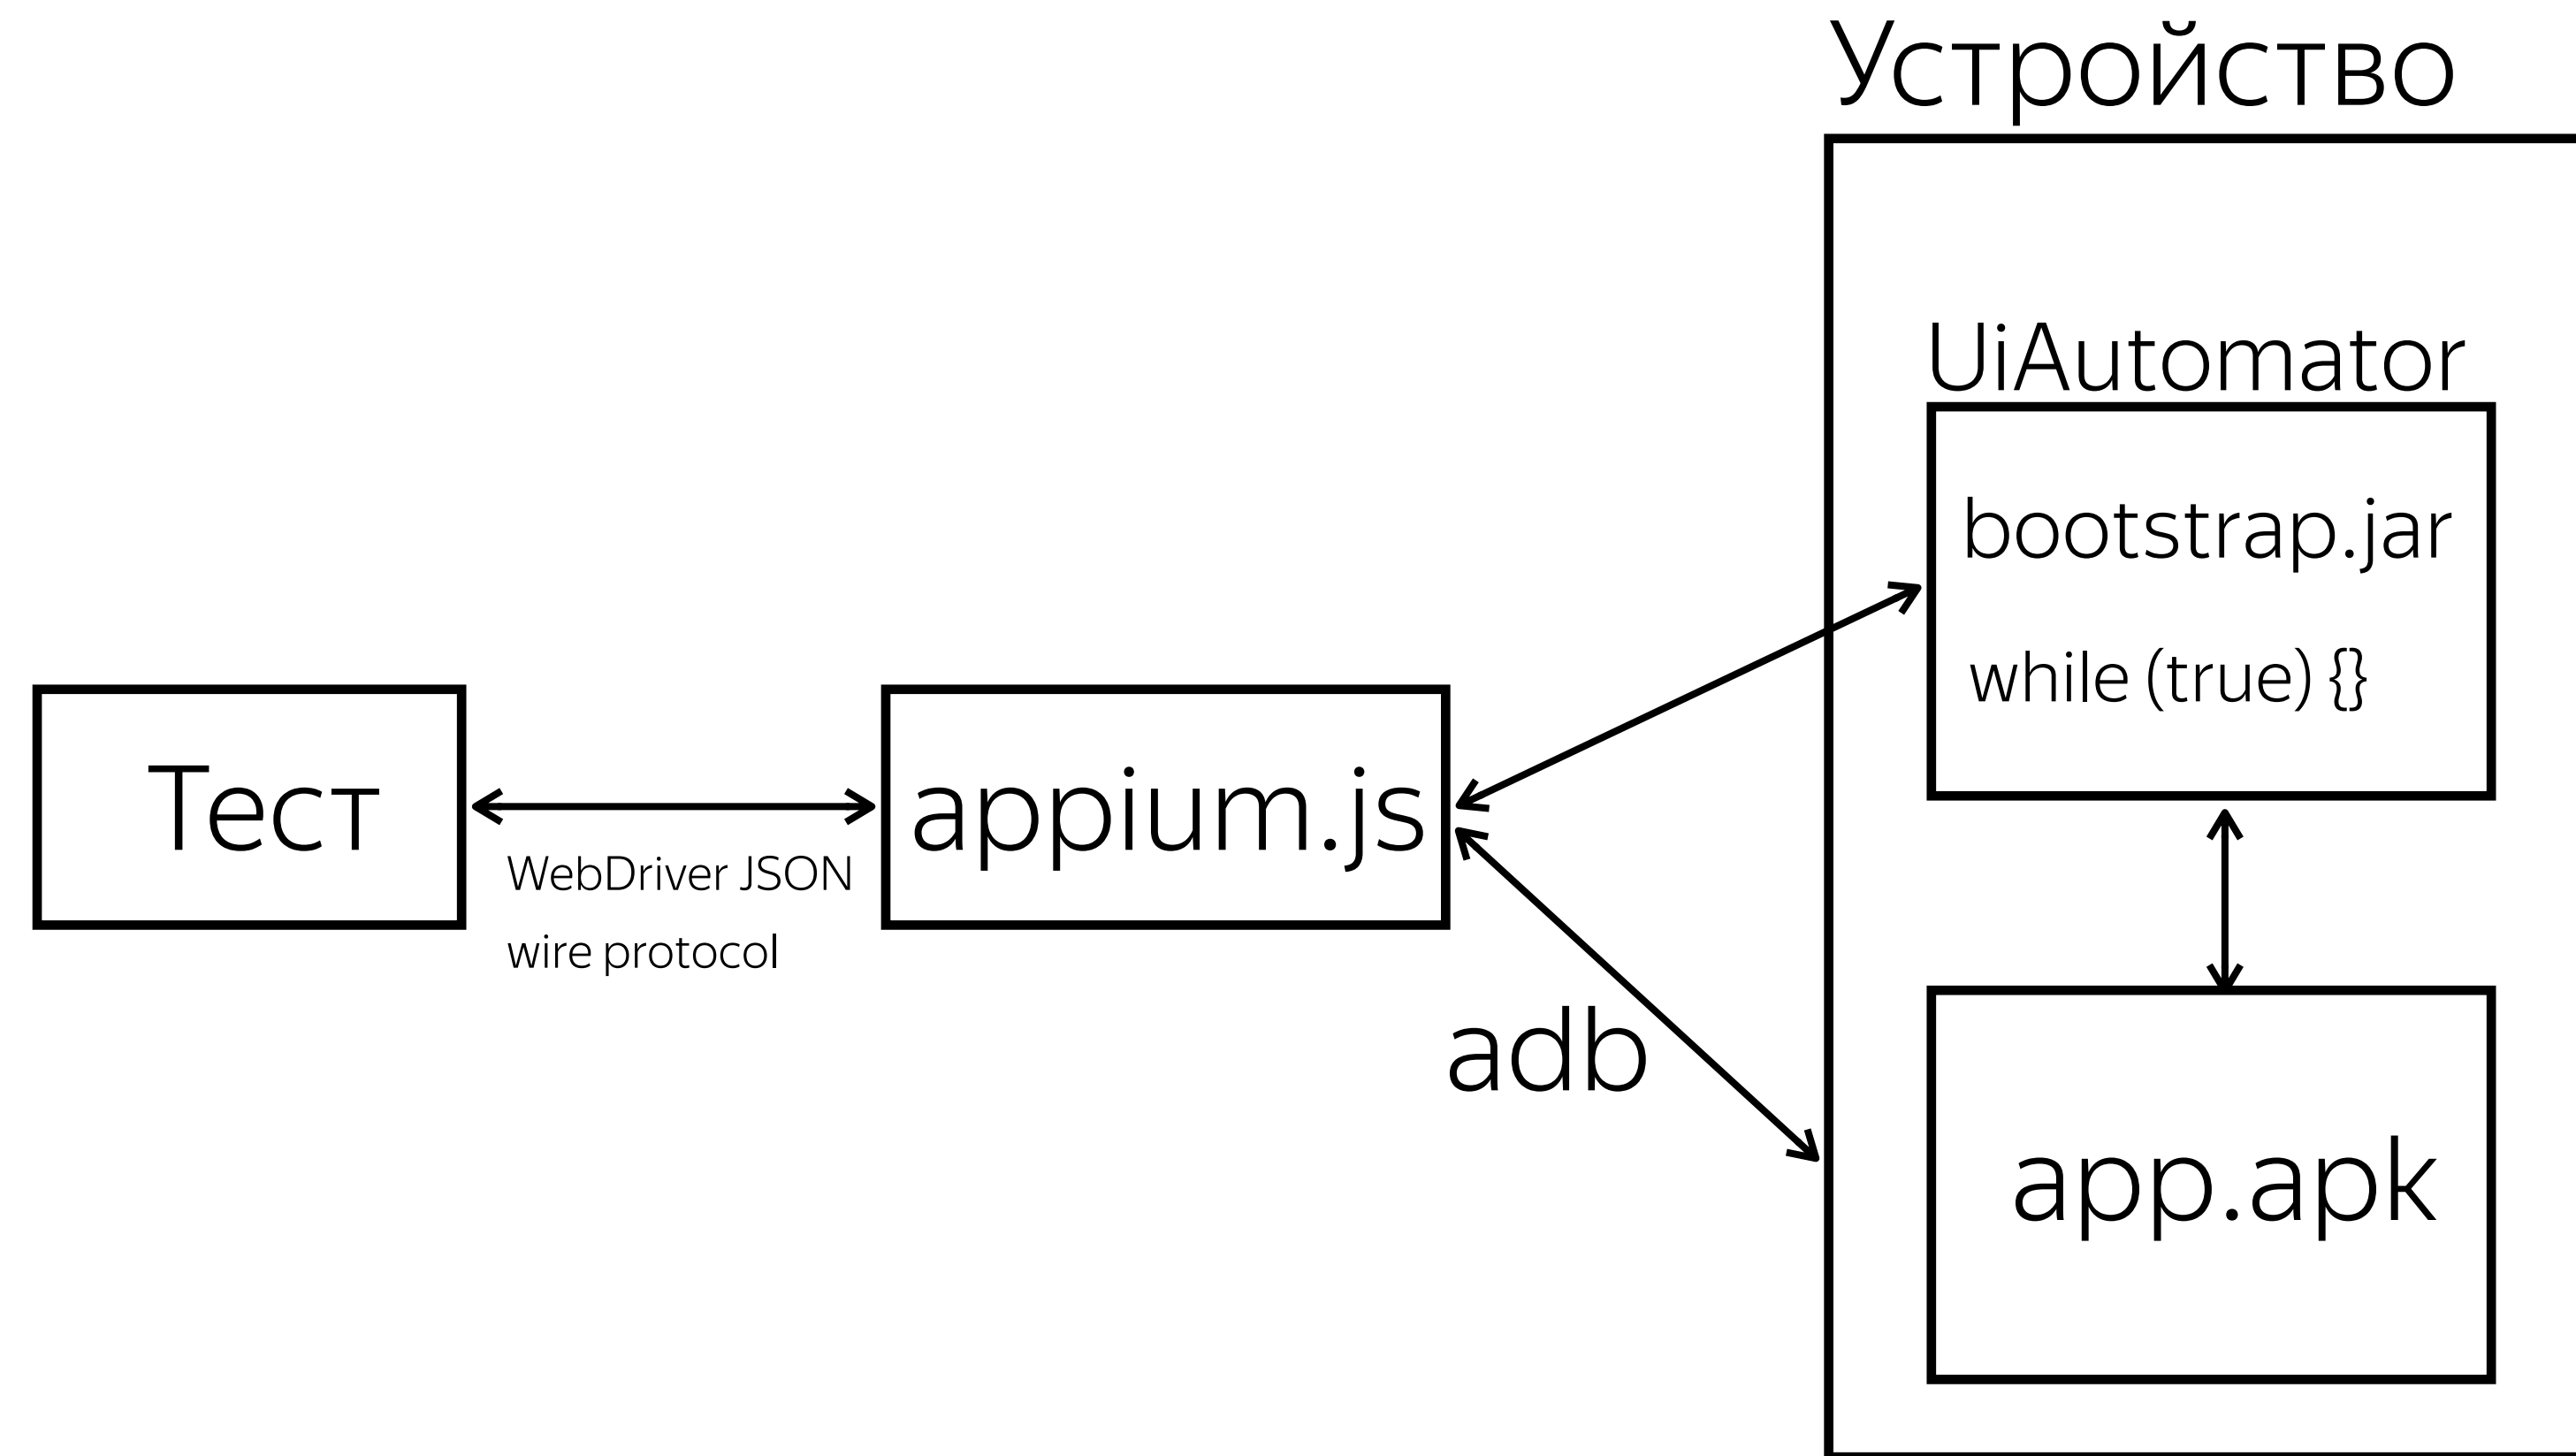 Устройство
UiAutomator
bootstrap.jar
while (true) {}
Тест
WebDriver JSON
wire protocol
appium.js
adb
app.apk